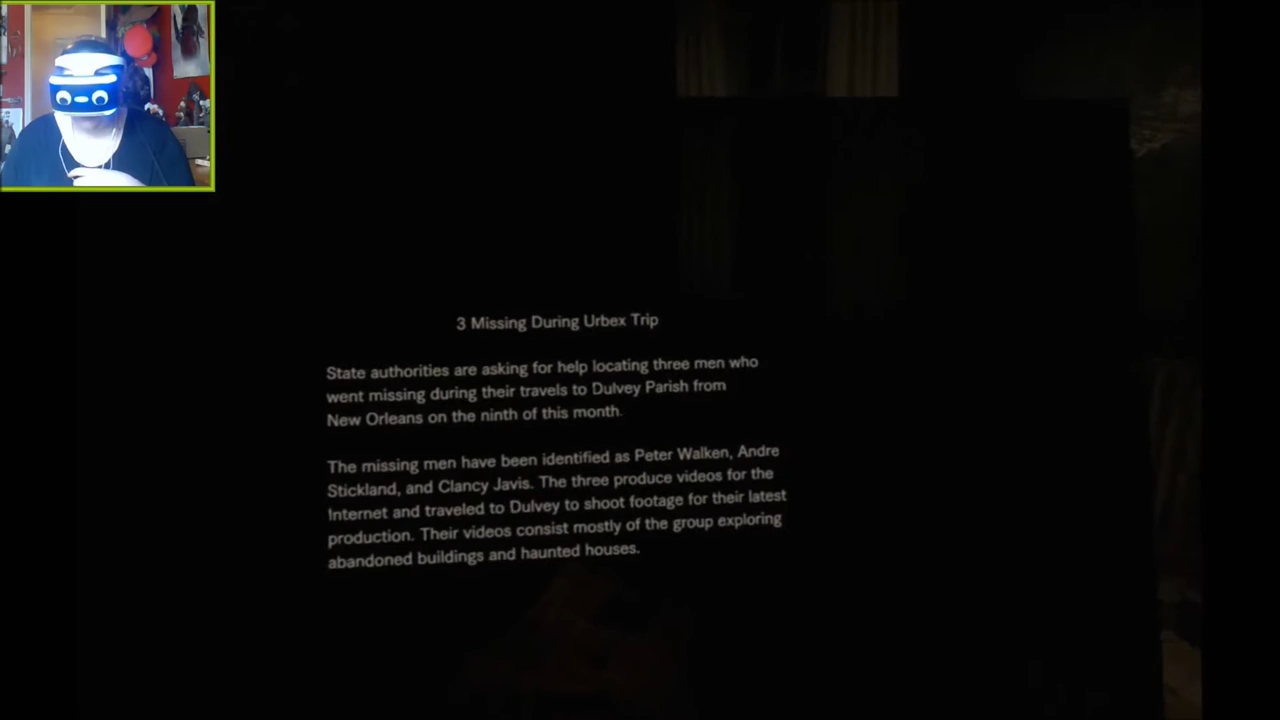 3 Missing During Urbex Trip
State authorities are asking for help locating three men who
went missing during their travels to Dulvey Parish from
New Orleans on the ninth of this month.
The missing men have been identified as Peter Walken, Andre
Stickland, and Clancy Javis. The three produce videos for the
Internet and traveled to Dulvey to shoot footage for their latest
production. Their videos consist mostly of the group exploring
abandoned buildings and haunted houses.